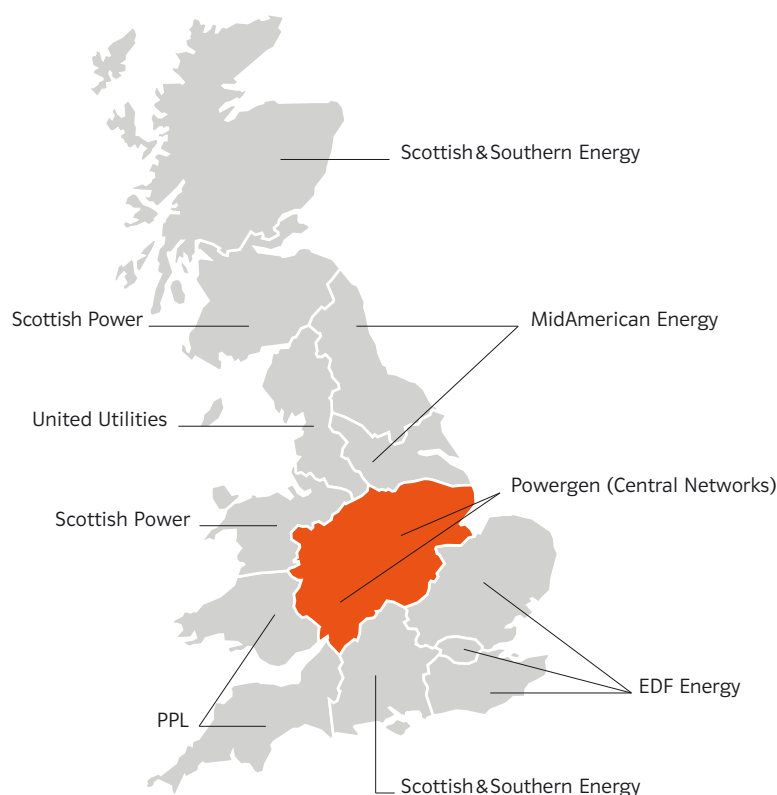 Scottish & Southern Energy
Scottish Power
MidAmerican Energy
United Utilities
Powergen (Central Networks)
Scottish Power
EDF Energy
PPL
Scottish & Southern Energy